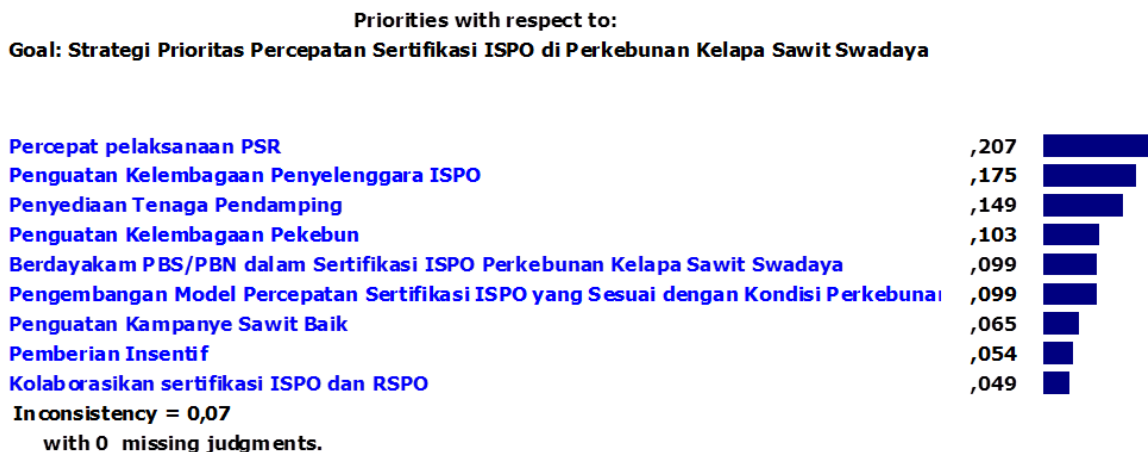 Priorities with respect to:
Goal: Strategi Prioritas Percepatan Sertifikasi ISPO di Perkebunan Kelapa Sawit Swadaya
Percepat pelaksanaan PSR ,207
Penguatan Kelembagaan Penyelenggara ISPO ,175
Penyediaan Tenaga Pendamping ,149
Penguatan Kelembagaan Pekebun ,103
Berdayakam PBS/PBN dalam Sertifikasi ISPO Perkebunan Kelapa Sawit Swadaya ,099
Pengembangan Model Percepatan Sertifikasi ISPO yang Sesuai dengan Kondisi Perkebunan ,099
Penguatan Kampanye Sawit Baik ,065
Pemberian Insentif ,054
Kolaborasikan sertifikasi ISPO dan RSPO ,049
Inconsistency = 0,07
with 0 missing judgments.